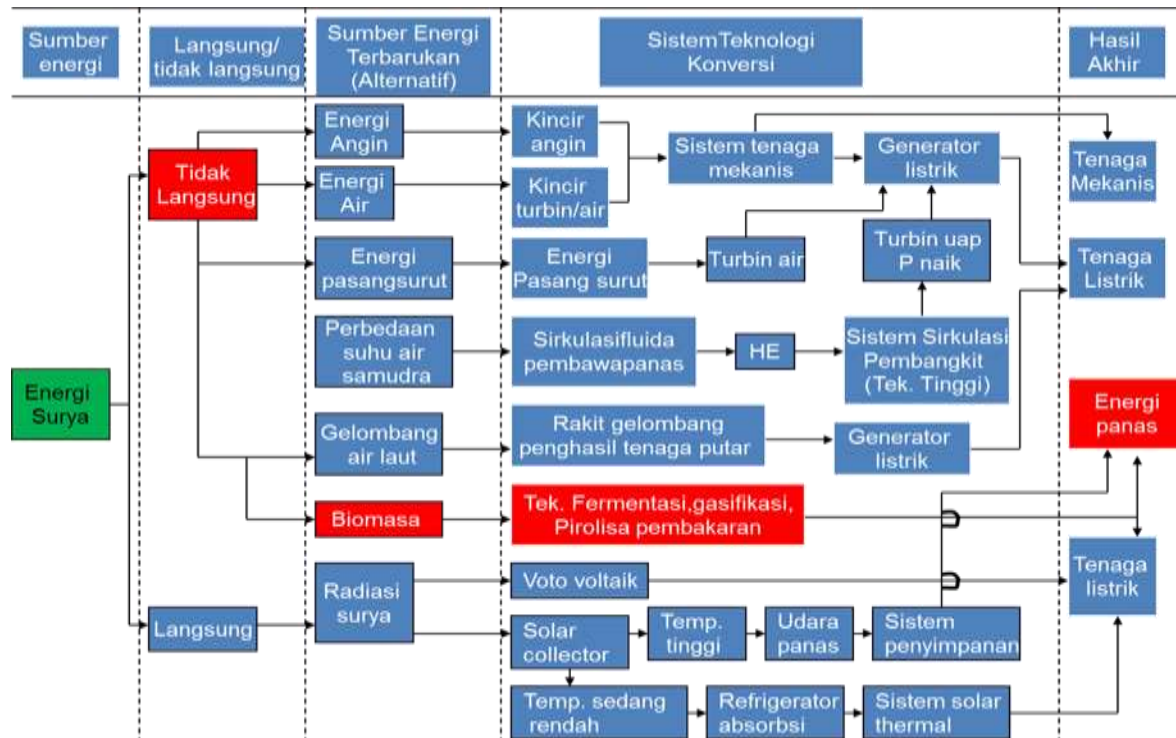 Sumber
energi
Langsung/
tidak langsung
Sumber Energi
Terbarukan
(Alternatif)
SistemTeknologi
Konversi
Hasil
Akhir
Energi
Surya
Tidak
Langsung
Langsung
Energi
Angin
Energi
Air
Energi
pasangsurut
Perbedaan
suhu air
samudra
Gelombang
air laut
Biomasa
Radiasi
surya
Kincir
angin
Kincir
turbin/air
Sistem tenaga
mekanis
Generator
listrik
Energi
Pasang surut
Turbin air
Turbin uap
P naik
Sirkulasifluida
pembawapanas
HE
Sistem Sirkulasi
Pembangkit
(Tek. Tinggi)
Rakit gelombang
penghasil tenaga putar
Generator
listrik
Tek. Fermentasi,gasifikasi,
Pirolisa pembakaran
Voto voltaik
Solar
collector
Temp.
tinggi
Udara
panas
Sistem
penyimpanan
Temp. sedang
rendah
Refrigerator
absorbsi
Sistem solar
thermal
Tenaga
Mekanis
Tenaga
Listrik
Energi
panas
Tenaga
listrik